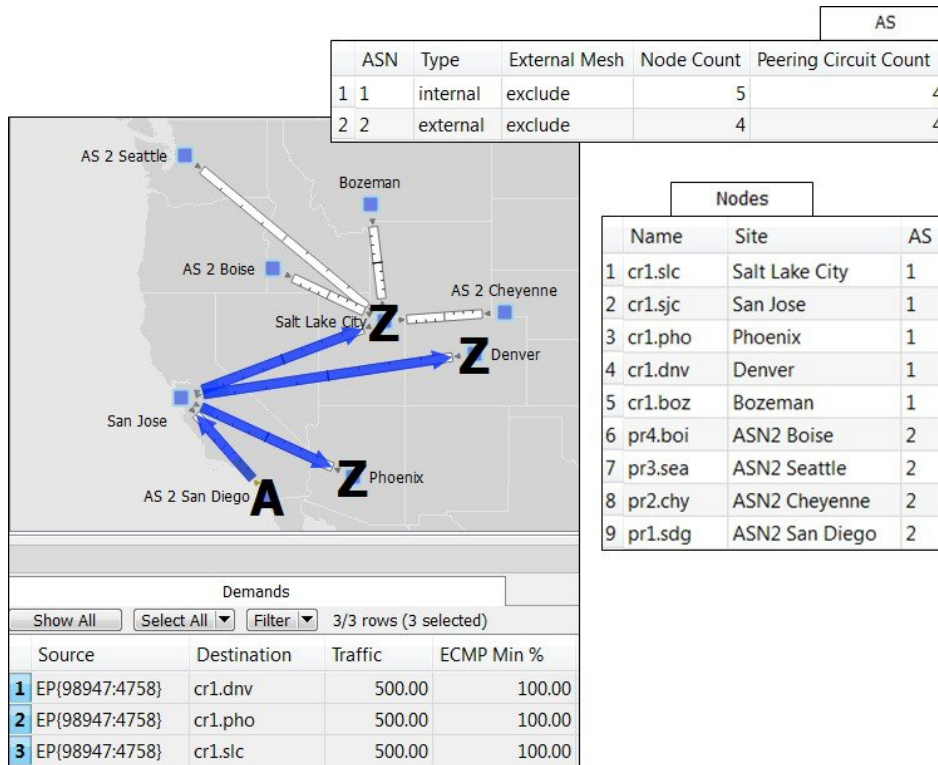 AS
ASN Type External Mesh Node Count Peering Circuit Count
1 1 internal exclude 5 4
2 2 external exclude 4 4
AS 2 Seattle
Bozeman
AS 2 Boise
AS 2 Cheyenne
Salt Lake City
Z
Z Denver
San Jose
Z Phoenix
AS 2 San Diego A
Nodes
Name Site AS
1 cr1.slc Salt Lake City 1
2 cr1.sjc San Jose 1
3 cr1.pho Phoenix 1
4 cr1.dnv Denver 1
5 cr1.boz Bozeman 1
6 pr4.boi ASN2 Boise 2
7 pr3.sea ASN2 Seattle 2
8 pr2.chy ASN2 Cheyenne 2
9 pr1.sdg ASN2 San Diego 2
Demands
Show All Select All Filter 3/3 rows (3 selected)
Source Destination Traffic ECMP Min %
1 EP{98947:4758} cr1.dnv 500.00 100.00
2 EP{98947:4758} cr1.pho 500.00 100.00
3 EP{98947:4758} cr1.slc 500.00 100.00